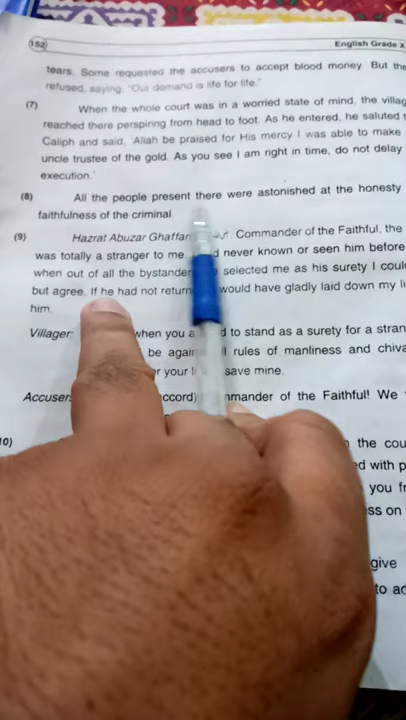 152
English Grade X
tears. Some requested the accusers to accept blood money. But the
refused, saying, "Our demand is life for life."
(7) When the whole court was in a worried state of mind, the villag
reached there perspiring from head to foot. As he entered, he saluted
Caliph and said, 'Allah be praised for His mercy I was able to make
uncle trustee of the gold. As you see I am right in time, do not delay
execution.'
(8) All the people present there were astonished at the honesty
faithfulness of the criminal.
(9) Hazrat Abuzar Ghaffar Commander of the Faithful, the
was totally a stranger to me. d never known or seen him before
when out of all the bystander selected me as his surety I coul
but agree. If he had not return would have gladly laid down my li
him.
Villager: when you a d to stand as a surety for a stran
be again rules of manliness and chiva
r your save mine.
Accuser ccord) mmander of the Faithful! We
10) the cou
d with p
you fr
ss on
give
to ac